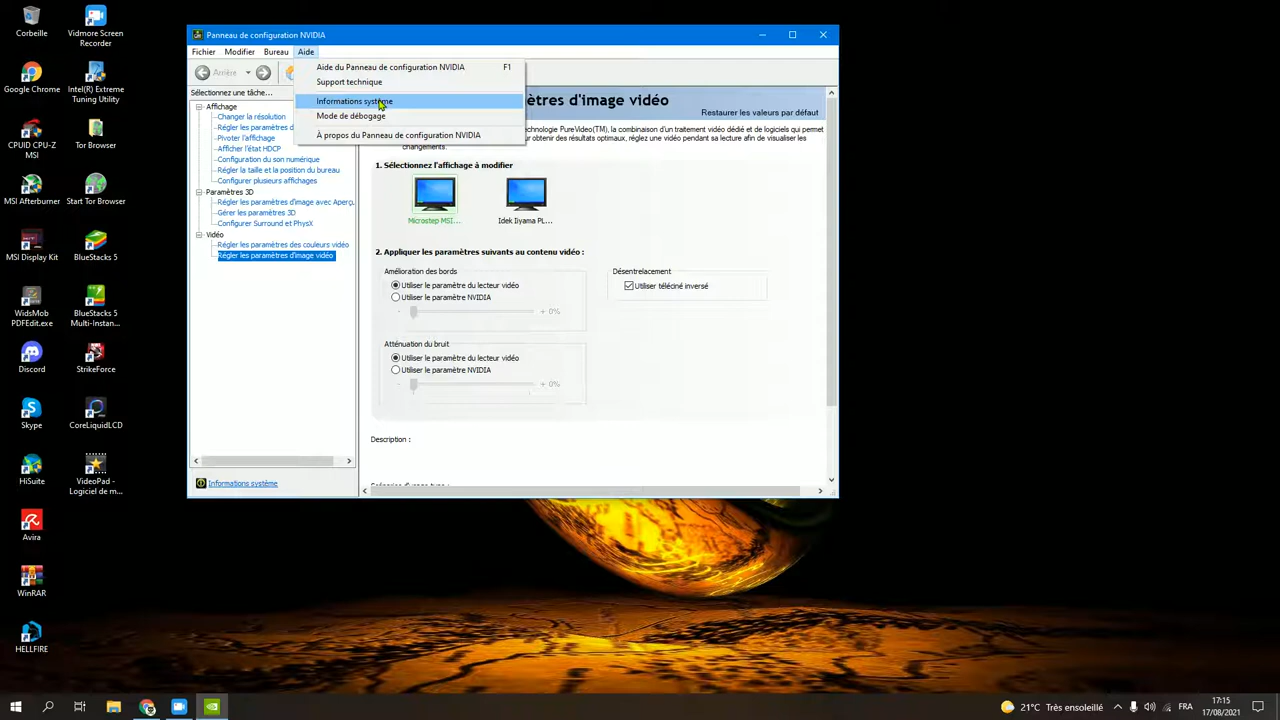 Corbeille
Vidmore Screen
Recorder
Google Chrome
Intel(R) Extreme
Tuning Utility
CPUID CPU-Z
MSI
Tor Browser
MSI Afterburner
Start Tor Browser
MSI Display Kit
BlueStacks 5
WidsMob
PDFEdit.exe
BlueStacks 5
Multi-Instan...
Discord
StrikeForce
Skype
CoreLiquidLCD
HiSuite
VideoPad -
Logiciel de m...
Avira
WinRAR
HELLFIRE
Panneau de configuration NVIDIA
Fichier Modifier Bureau Aide
Arrière
Aide du Panneau de configuration NVIDIA F1
Support technique
Informations système
Mode de débogage
À propos du Panneau de configuration NVIDIA
Sélectionnez une tâche...
Affichage
Changer la résolution
Régler les paramètres d
Pivoter l'affichage
Afficher l'état HDCP
Configuration du son numérique
Régler la taille et la position du bureau
Configurer plusieurs affichages
Paramètres 3D
Régler les paramètres d'image avec Aperç
Gérer les paramètres 3D
Configurer Surround et PhysX
Vidéo
Régler les paramètres des couleurs vidéo
Régler les paramètres d'image vidéo
Informations système
ètres d'image vidéo
Restaurer les valeurs par défaut
echnologie PureVideo(TM), la combinaison d'un traitement vidéo dédié et de logiciels qui permet
obtenir des résultats optimaux, réglez une vidéo pendant sa lecture afin de visualiser les
changements.
1. Sélectionnez l'affichage à modifier
Microstep MSI... Idek Iiyama PL...
2. Appliquer les paramètres suivants au contenu vidéo :
Amélioration des bords
Utiliser le paramètre du lecteur vidéo
Utiliser le paramètre NVIDIA
- + 0%
Désentrelacement
Utiliser téléciné inversé
Atténuation du bruit
Utiliser le paramètre du lecteur vidéo
Utiliser le paramètre NVIDIA
- + 0%
Description :
21°C Très ensoleillé
FRA
17:15
17/08/2021